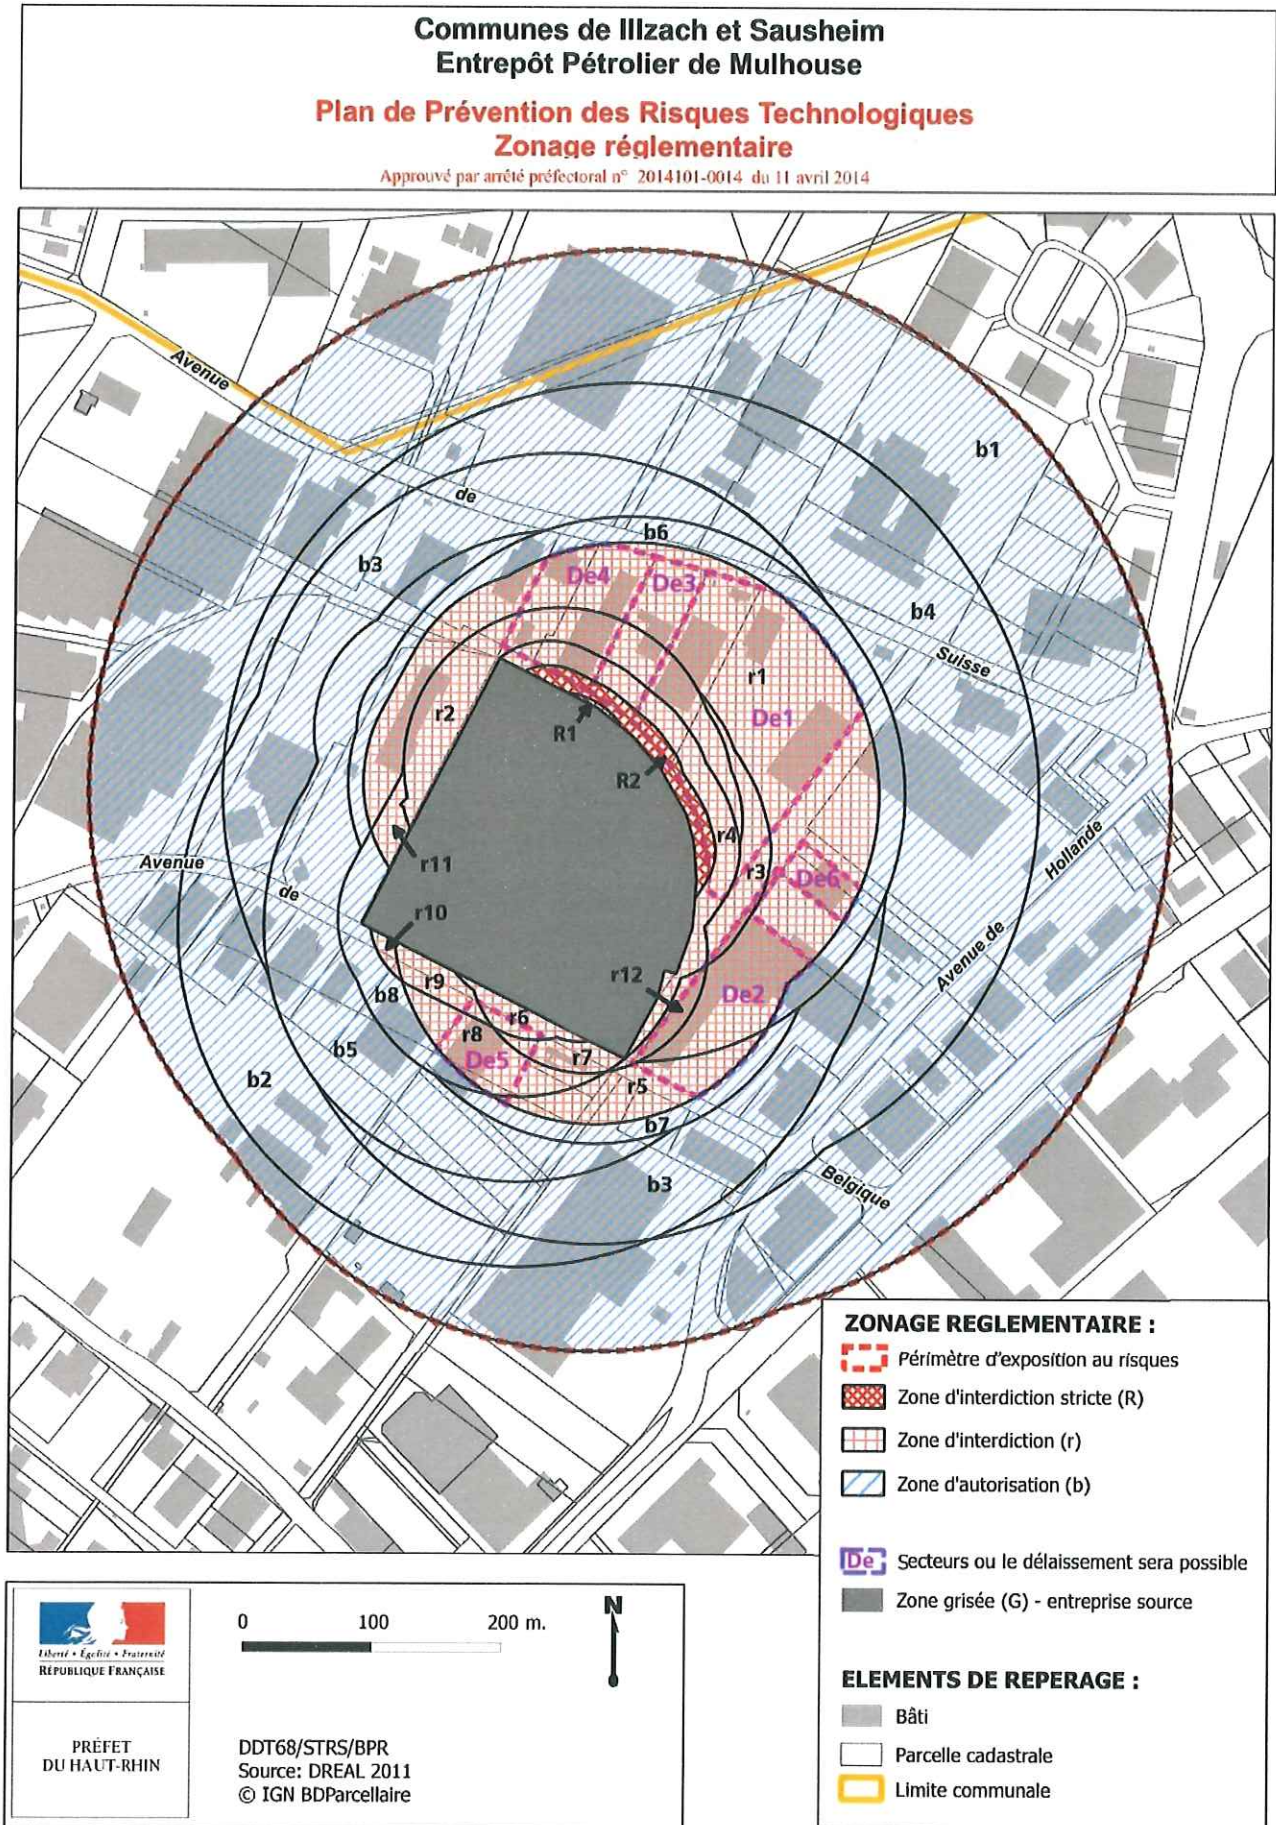 Communes de Illzach et Sausheim
Entrepôt Pétrolier de Mulhouse
Plan de Prévention des Risques Technologiques
Zonage réglementaire
Approuvé par arrêté préfectoral n° 2014101-0014 du 11 avril 2014
Avenue
b1
de
b6
b3
De4
De3
b4
Suisse
r1
r2
De1
R1
R2
r4
Hollande
Avenue
r11
r3
De6
de
r10
Avenue de
r12
r9
De2
b8
r6
r8
b5
De5
r7
b2
r5
b7
b3
Belgique
ZONAGE REGLEMENTAIRE :
Périmètre d'exposition au risques
Zone d'interdiction stricte (R)
Zone d'interdiction (r)
Zone d'autorisation (b)
De Secteurs ou le délaissement sera possible
Zone grisée (G) - entreprise source
ELEMENTS DE REPERAGE :
Bâti
Parcelle cadastrale
Limite communale
Liberté • Égalité • Fraternité
RÉPUBLIQUE FRANÇAISE
PRÉFET
DU HAUT-RHIN
0 100 200 m.
N
DDT68/STRS/BPR
Source: DREAL 2011
© IGN BDParcellaire